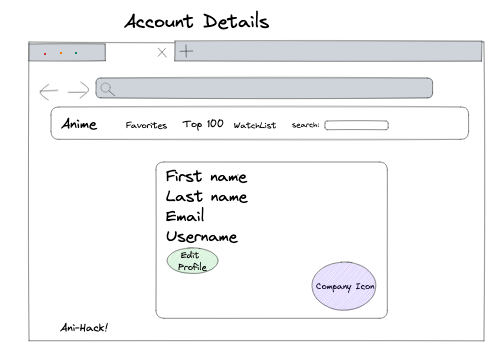 Account Details
Anime Favorites Top 100 WatchList search:
First name
Last name
Email
Username
Edit
Profile
Company Icon
Ani-Hack!